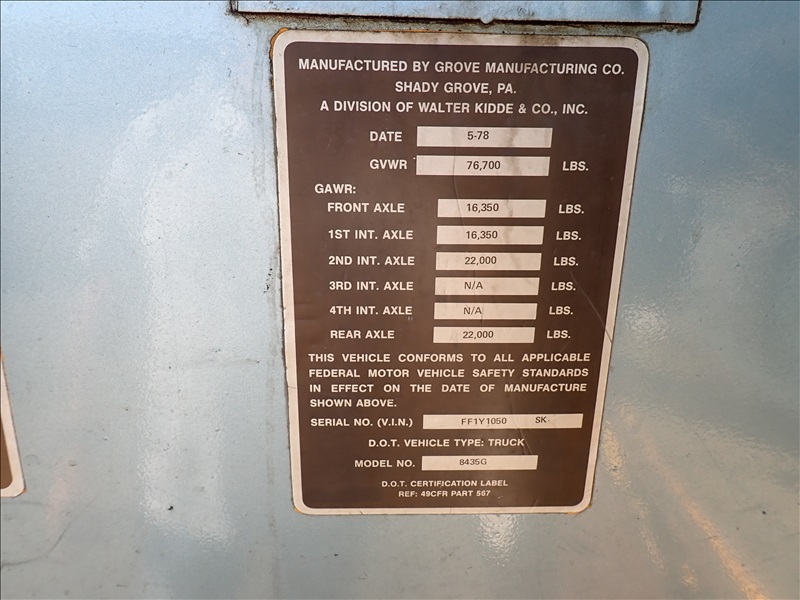 MANUFACTURED BY GROVE MANUFACTURING CO.
SHADY GROVE, PA.
A DIVISION OF WALTER KIDDE & CO., INC.
DATE 5-78
GVWR 76,700 LBS.
GAWR:
FRONT AXLE 16,350 LBS.
1ST INT. AXLE 16,350 LBS.
2ND INT. AXLE 22,000 LBS.
3RD INT. AXLE N/A LBS.
4TH INT. AXLE N/A LBS.
REAR AXLE 22,000 LBS.
THIS VEHICLE CONFORMS TO ALL APPLICABLE
FEDERAL MOTOR VEHICLE SAFETY STANDARDS
IN EFFECT ON THE DATE OF MANUFACTURE
SHOWN ABOVE.
SERIAL NO. (V.I.N.) FF1Y1050 SK-
D.O.T. VEHICLE TYPE: TRUCK
MODEL NO. 8435G
D.O.T. CERTIFICATION LABEL
REF: 49CFR PART 567